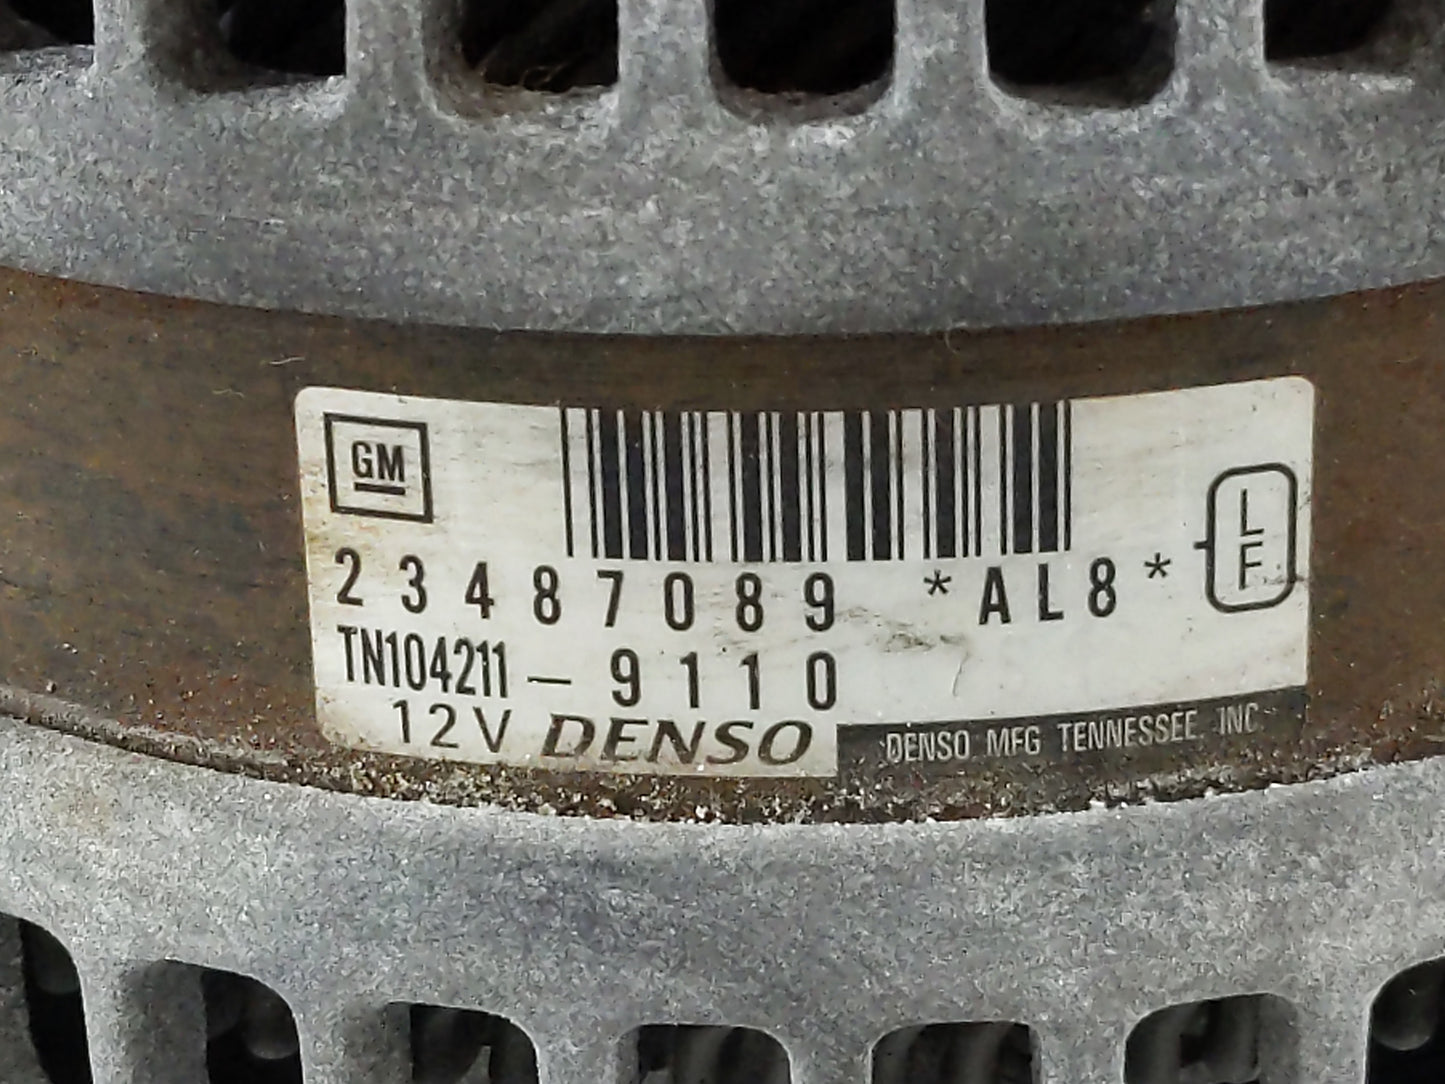 GM
23487089 *AL8*
L
F
TN104211-9110
12V DENSO
DENSO MFG TENNESSEE INC.